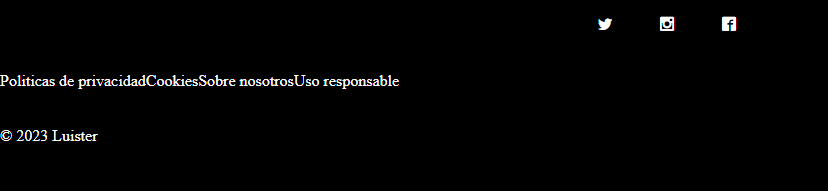 Politicas de privacidadCookiesSobre nosotrosUso responsable
© 2023 Luister